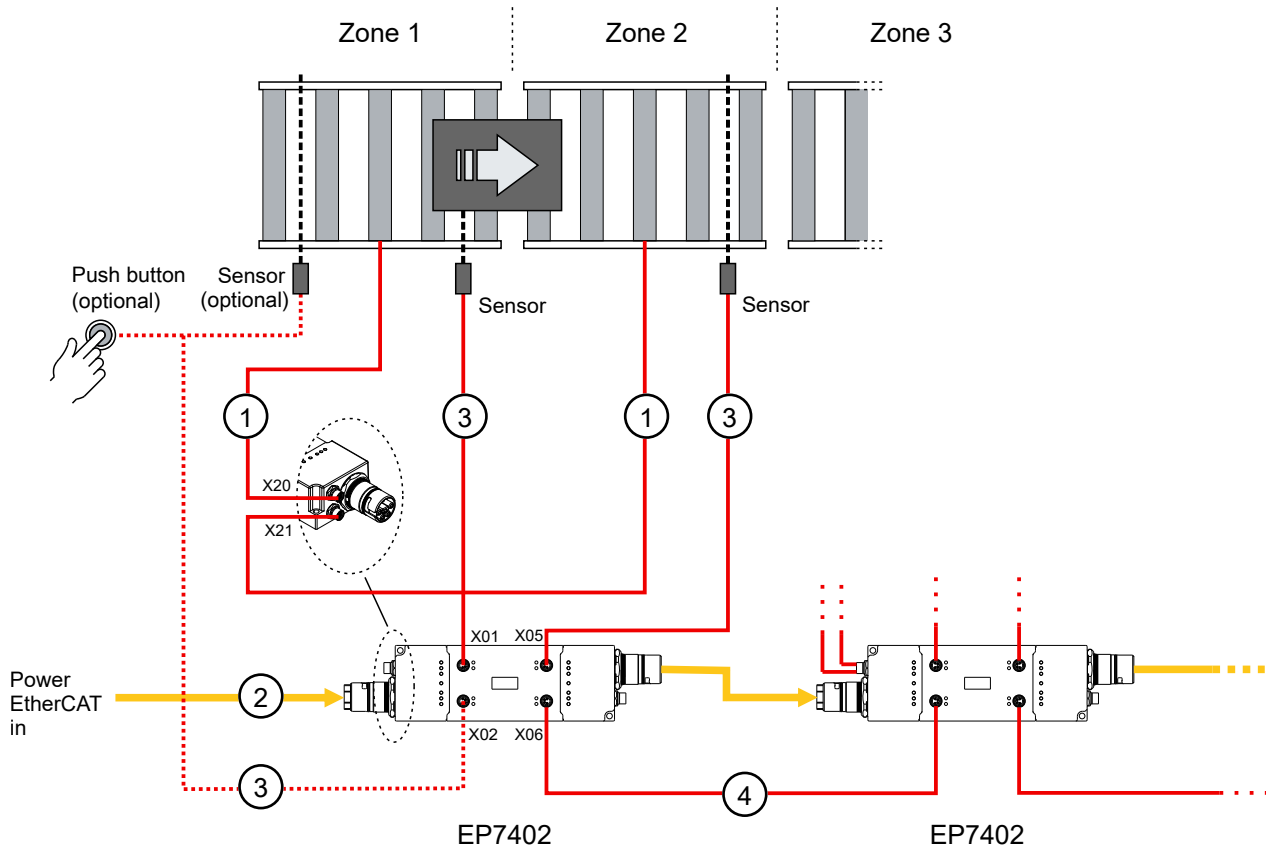 Zone 1
Zone 2
Zone 3
Push button
(optional)
Sensor
(optional)
Sensor
Sensor
1
3
1
3
X20
X21
X01
X05
Power
EtherCAT
in
2
X02
X06
3
4
EP7402
EP7402